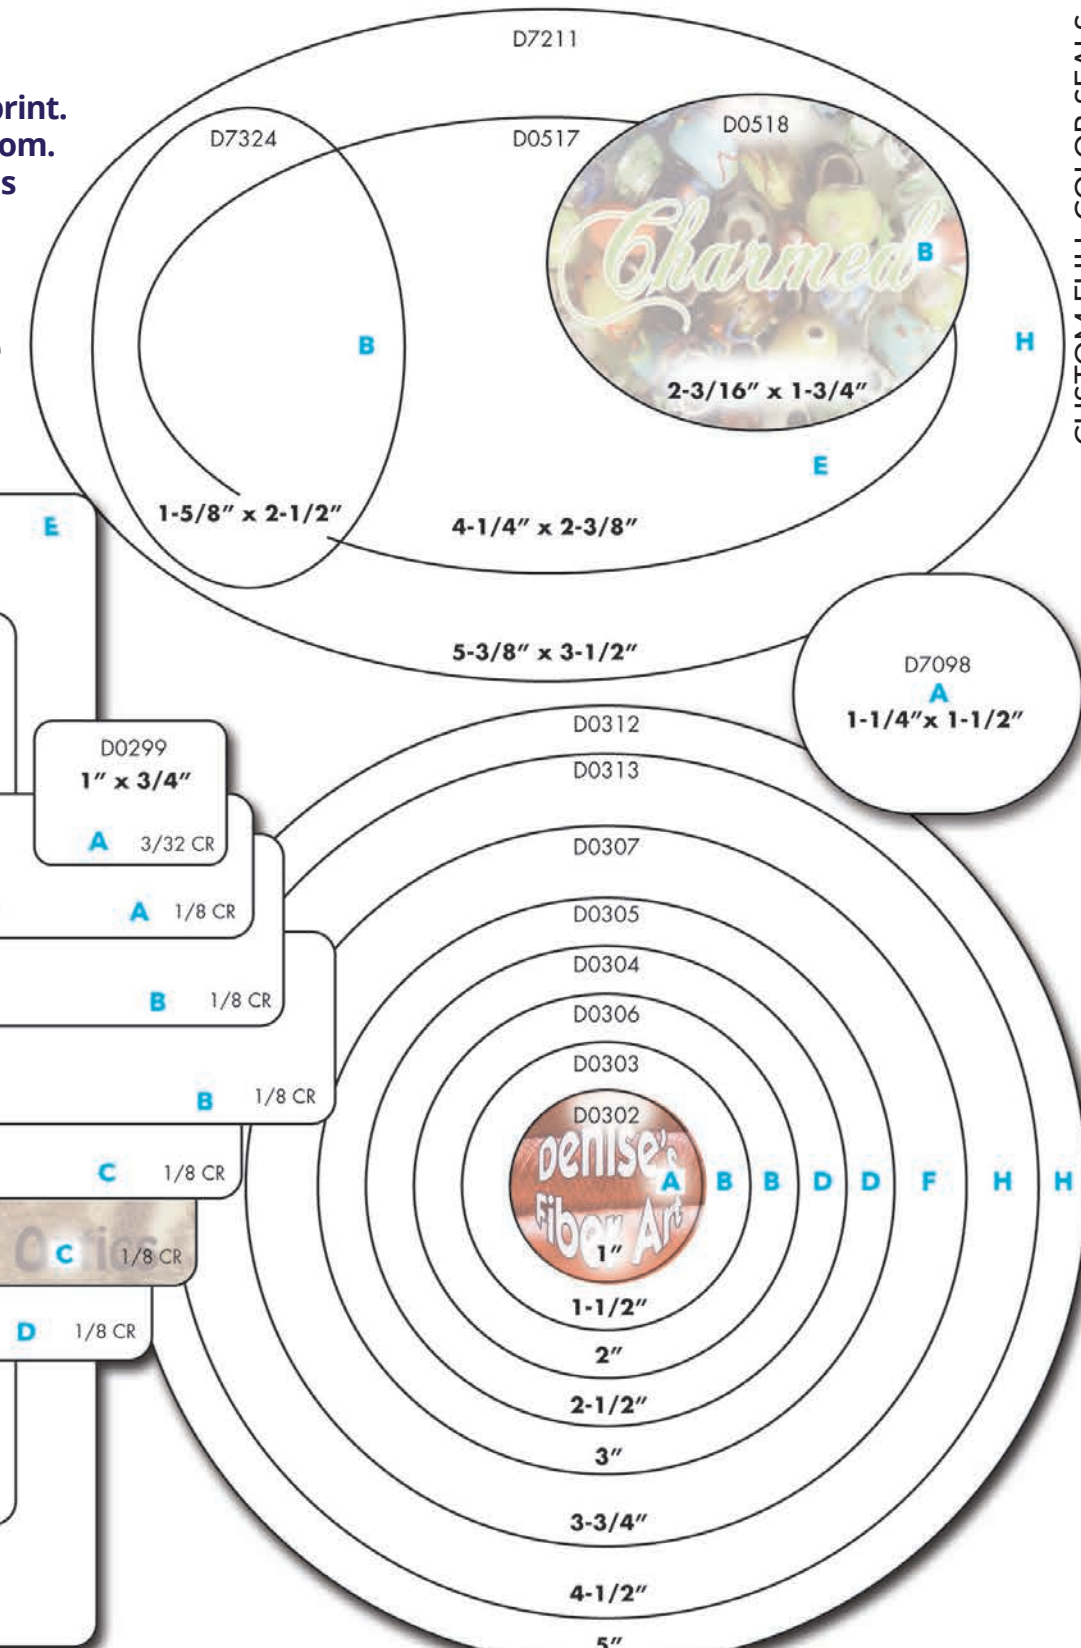 print.
om.
s
D7211
D7324
D0517
D0518
Charmed
B
B
H
2-3/16" x 1-3/4"
E
1-5/8" x 2-1/2"
4-1/4" x 2-3/8"
5-3/8" x 3-1/2"
E
D7098
A
1-1/4"x 1-1/2"
D0299
1" x 3/4"
A 3/32 CR
A 1/8 CR
B 1/8 CR
B 1/8 CR
C 1/8 CR
C 1/8 CR
D 1/8 CR
D0312
D0313
D0307
D0305
D0304
D0306
D0303
D0302
Denise's
Fiber Art
A B B D D F H H
1"
1-1/2"
2"
2-1/2"
3"
3-3/4"
4-1/2"
5"
CUSTOM FULL COLOR SEALS